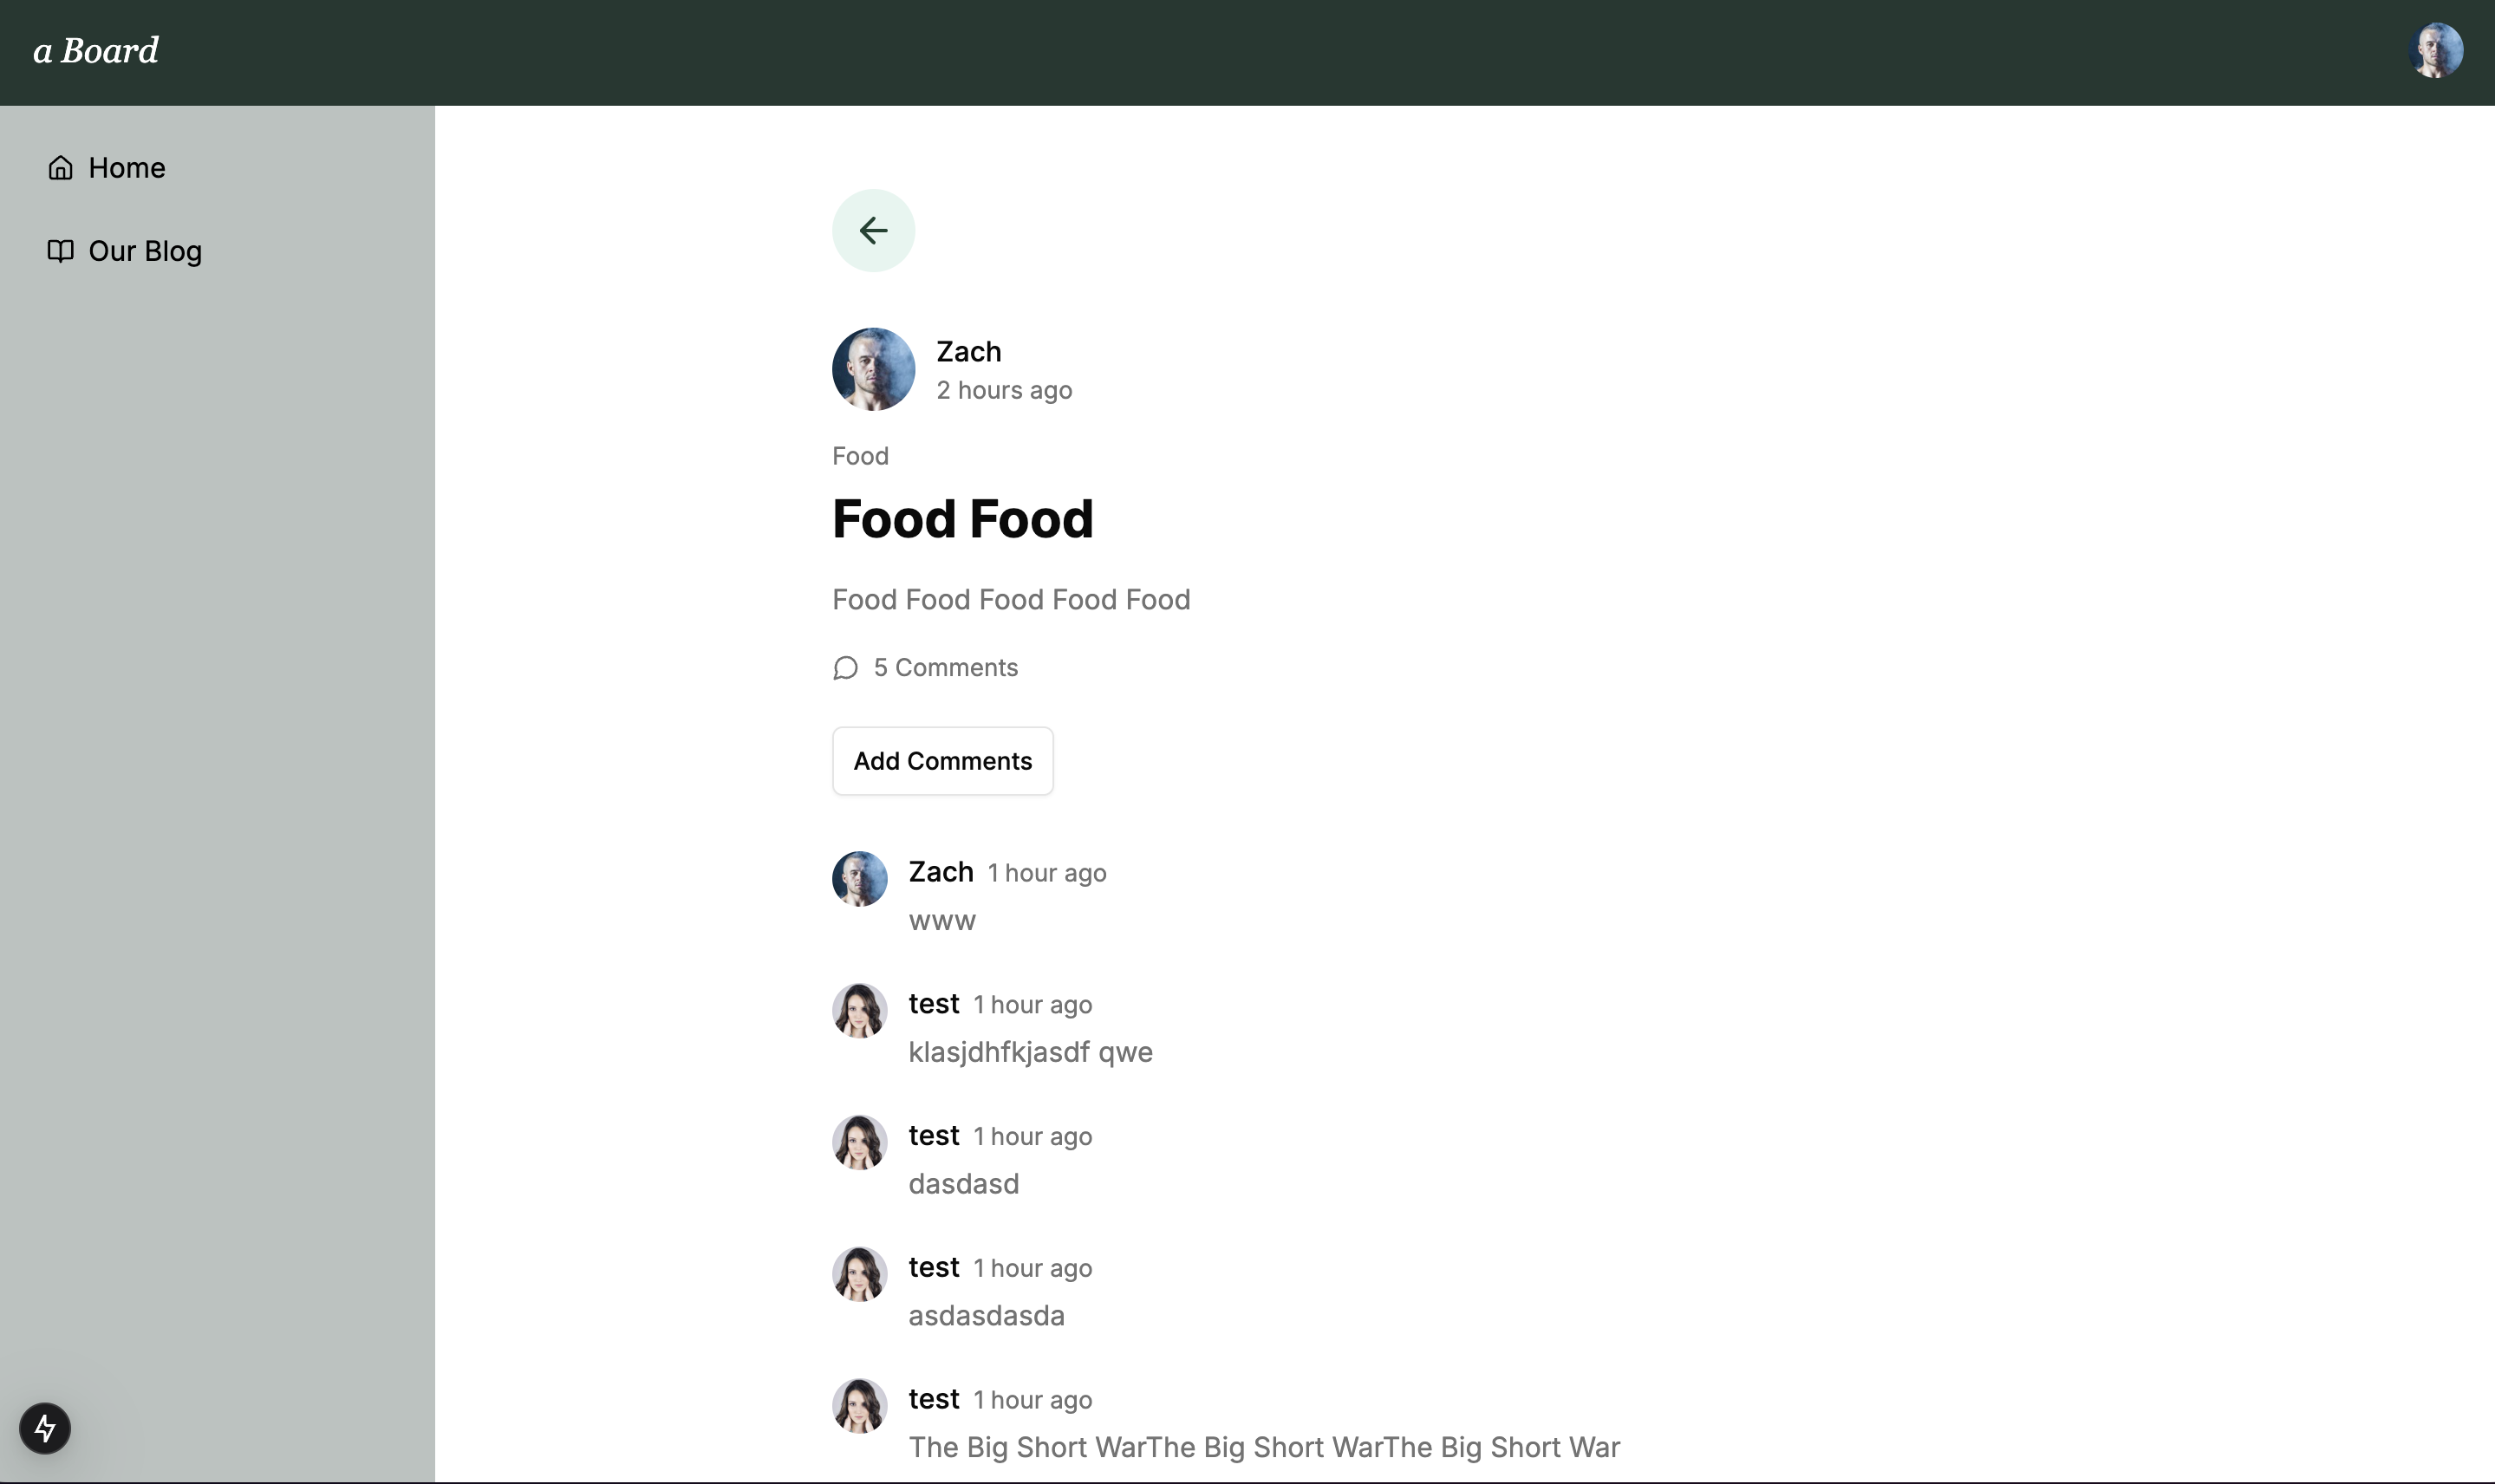 a Board
Home
Our Blog
Zach
2 hours ago
Food
Food Food
Food Food Food Food Food
5 Comments
Add Comments
Zach 1 hour ago
www
test 1 hour ago
klasjdhfkjasdf qwe
test 1 hour ago
dasdasd
test 1 hour ago
asdasdasda
test 1 hour ago
The Big Short WarThe Big Short WarThe Big Short War